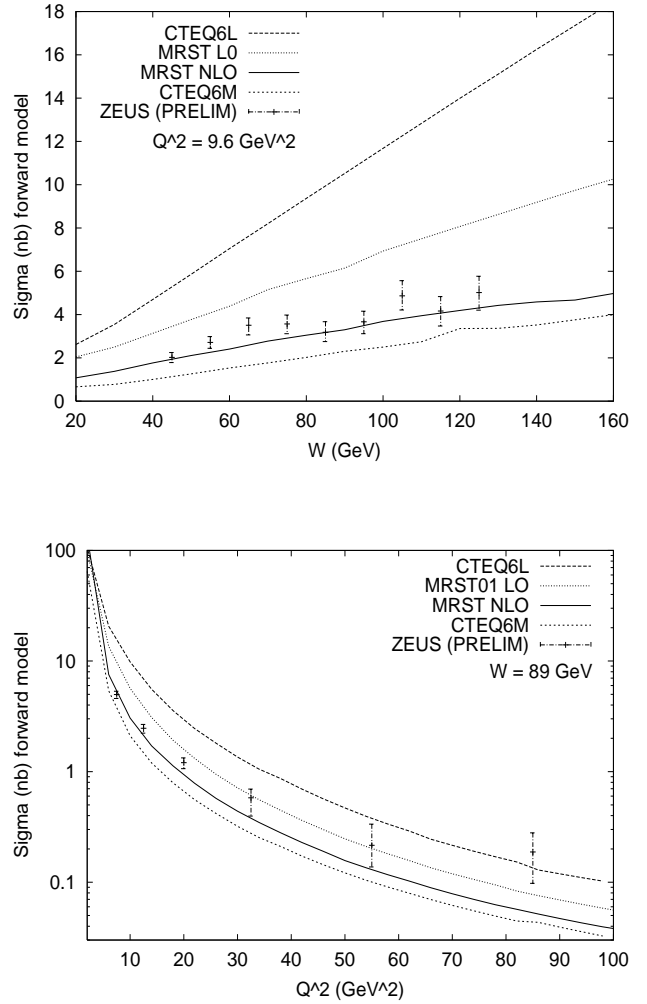 18
16
14
12
10
8
6
4
2
0
Sigma (nb) forward model
CTEQ6L
MRST L0
MRST NLO
CTEQ6M
ZEUS (PRELIM)
Q^2 = 9.6 GeV^2
20 40 60 80 100 120 140 160
W (GeV)
100
10
1
0.1
Sigma (nb) forward model
CTEQ6L
MRST01 LO
MRST NLO
CTEQ6M
ZEUS (PRELIM)
W = 89 GeV
10 20 30 40 50 60 70 80 90 100
Q^2 (GeV^2)